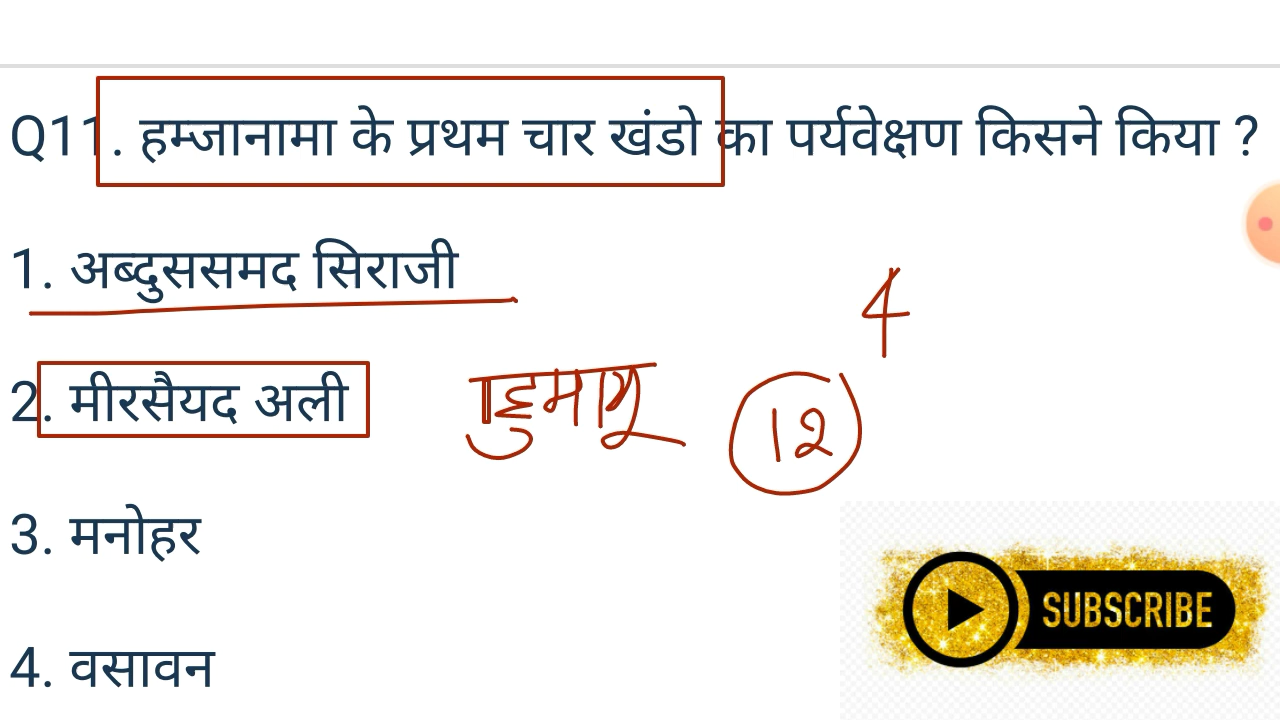 Q11. हम्जानामा के प्रथम चार खंडो का पर्यवेक्षण किसने किया ?
1. अब्दुससमद सिराजी
4
2. मीरसैयद अली
12
3. मनोहर
SUBSCRIBE
4. वसावन